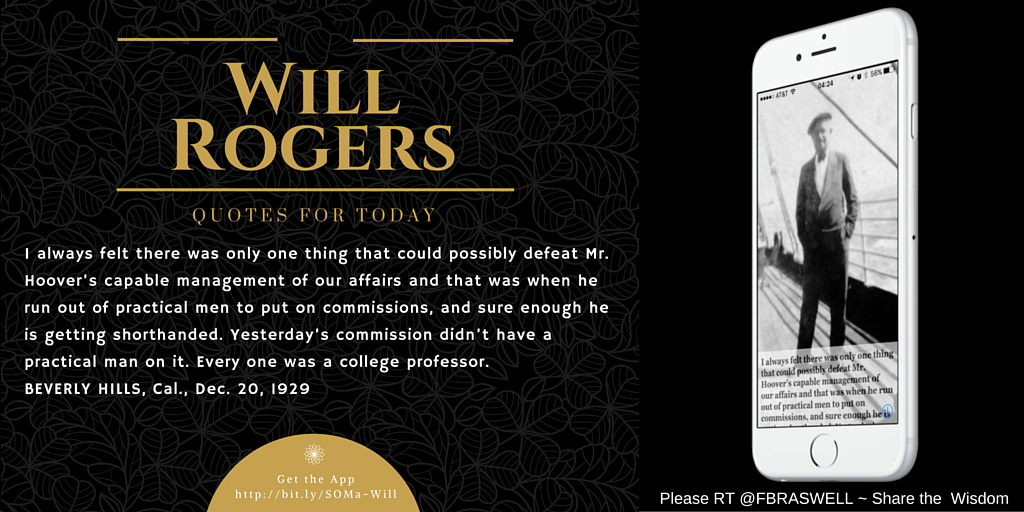 WILL
ROGERS
QUOTES FOR TODAY
I always felt there was only one thing that could possibly defeat Mr.
Hoover's capable management of our affairs and that was when he
run out of practical men to put on commissions, and sure enough he
is getting shorthanded. Yesterday's commission didn't have a
practical man on it. Every one was a college professor.
BEVERLY HILLS, Cal., Dec. 20, 1929
Get the App
http://bit.ly/SOMa-Will
AT&T 04:24 56%
I always felt there was only one thing
that could possibly defeat Mr.
Hoover's capable management of
our affairs and that was when he run
out of practical men to put on
commissions, and sure enough he is
Please RT @FBRASWELL ~ Share the Wisdom